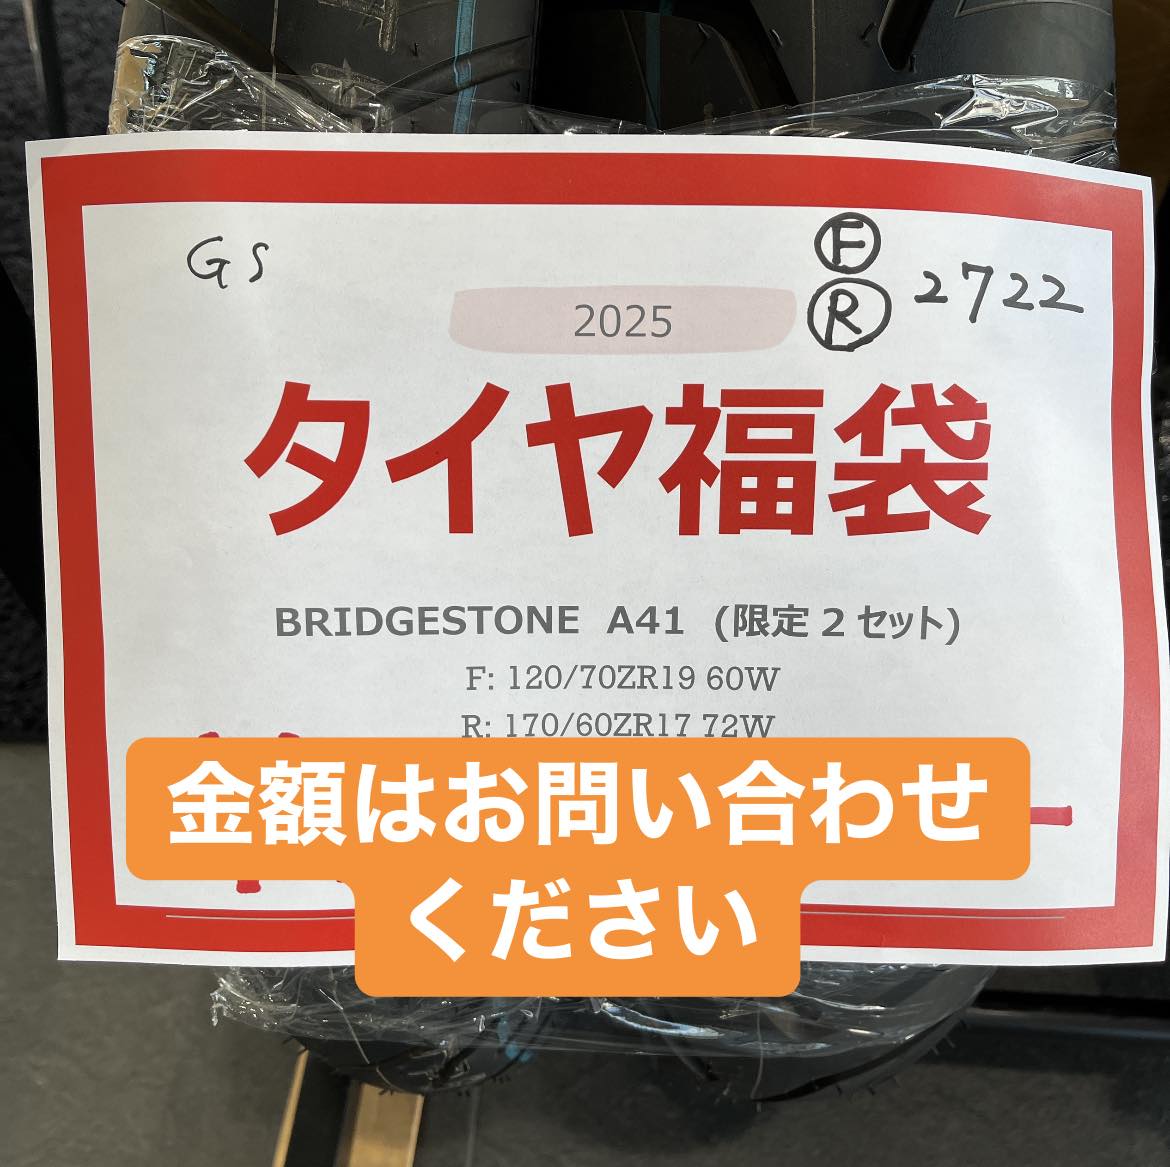 GS
F
R 2722
2025
タイヤ福袋
BRIDGESTONE A41 (限定2セット)
F: 120/70ZR19 60W
R: 170/60ZR17 72W
金額はお問い合わせ
ください